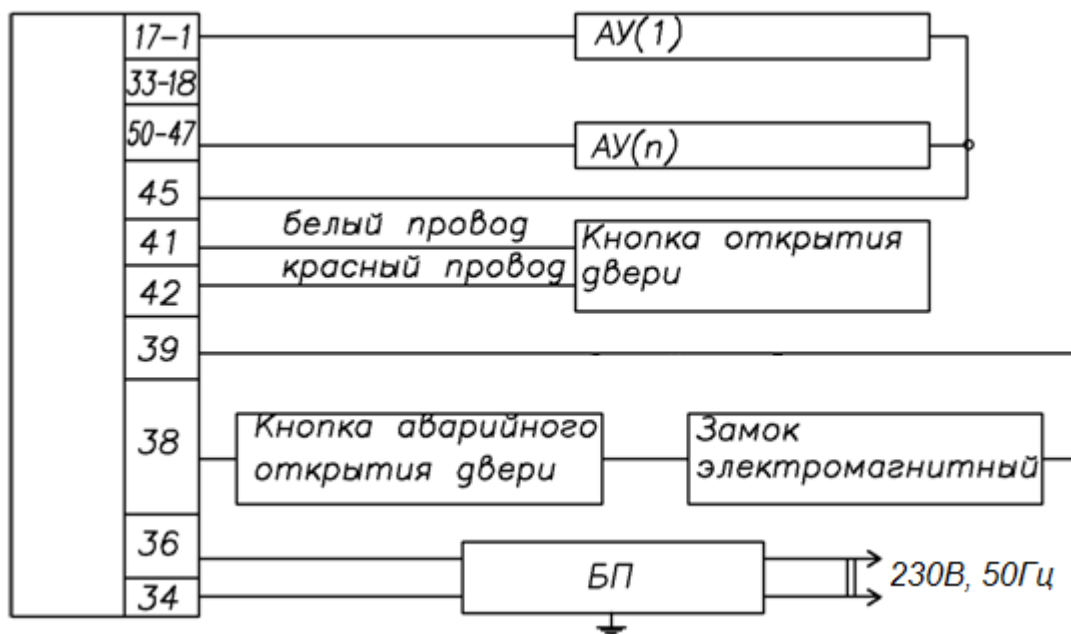 17-1
АУ(1)
33-18
50-47
АУ(n)
45
белый провод
41
Кнопка открытия
двери
красный провод
42
39
38
Кнопка аварийного
открытия двери
Замок
электромагнитный
36
БП
230В, 50Гц
34